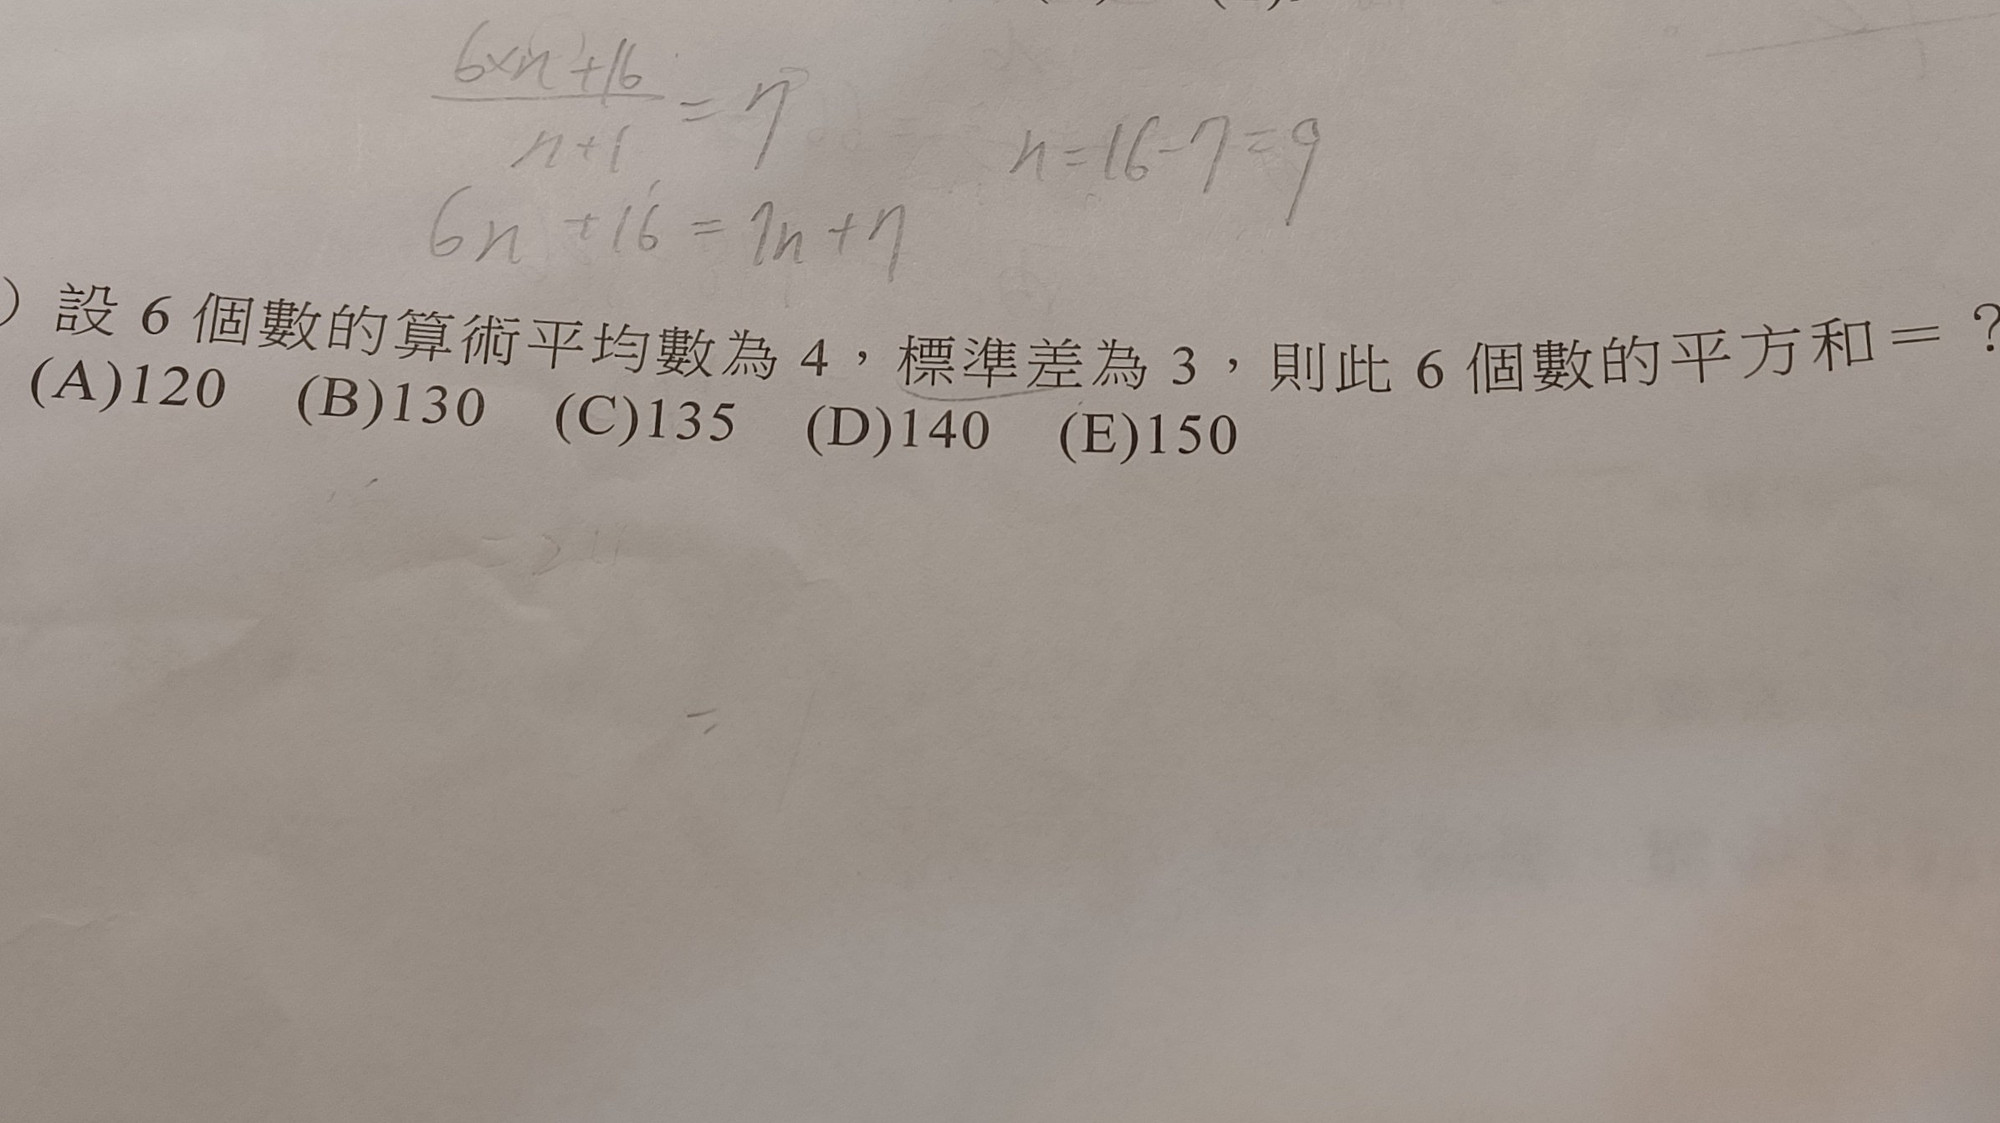 6×n+16
n+1
=7
n=16-7=9
6n+16=7n+7
)設 6 個數的算術平均數為 4,標準差為 3,則此 6 個數的平方和=?
(A)120 (B)130 (C)135 (D)140 (E)150